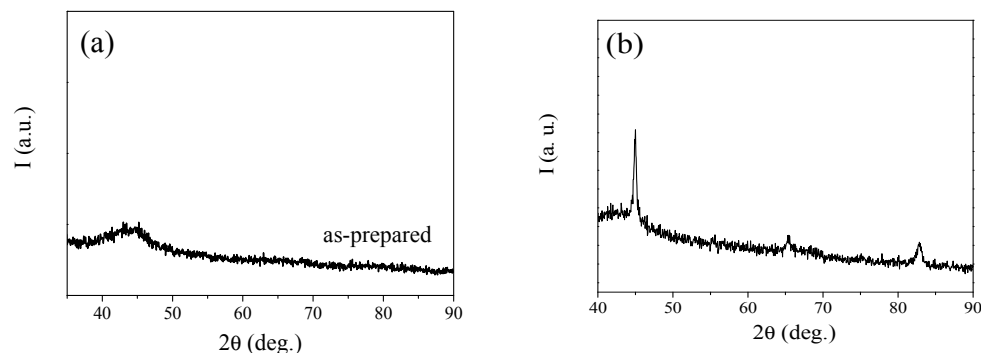 (a)
I (a.u.)
as-prepared
40 50 60 70 80 90
2θ (deg.)
(b)
I (a. u.)
40 50 60 70 80 90
2θ (deg.)